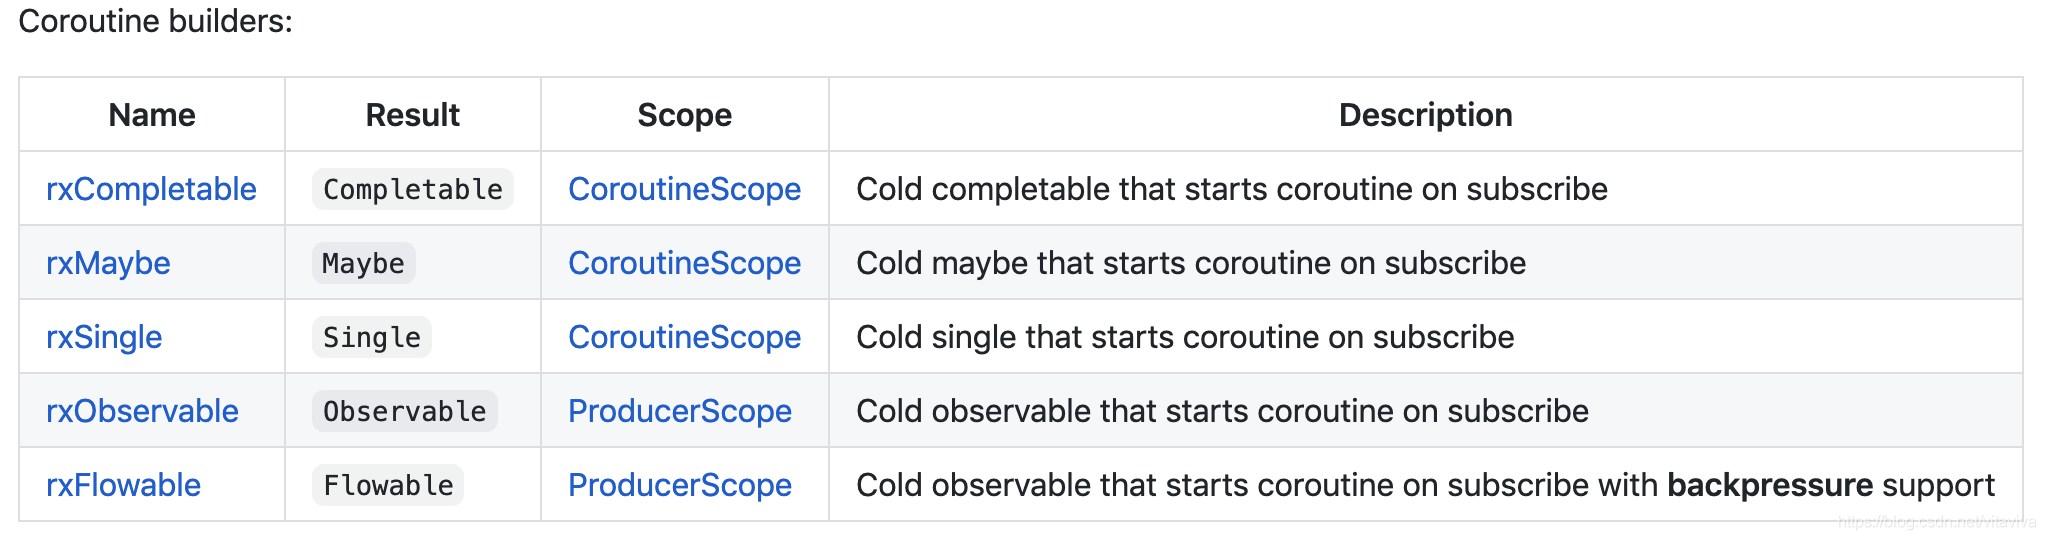 Coroutine builders:
Name Result Scope Description
rxCompletable Completable CoroutineScope Cold completable that starts coroutine on subscribe
rxMaybe Maybe CoroutineScope Cold maybe that starts coroutine on subscribe
rxSingle Single CoroutineScope Cold single that starts coroutine on subscribe
rxObservable Observable ProducerScope Cold observable that starts coroutine on subscribe
rxFlowable Flowable ProducerScope Cold observable that starts coroutine on subscribe with backpressure support
https://blog.csdn.net/vitaviva